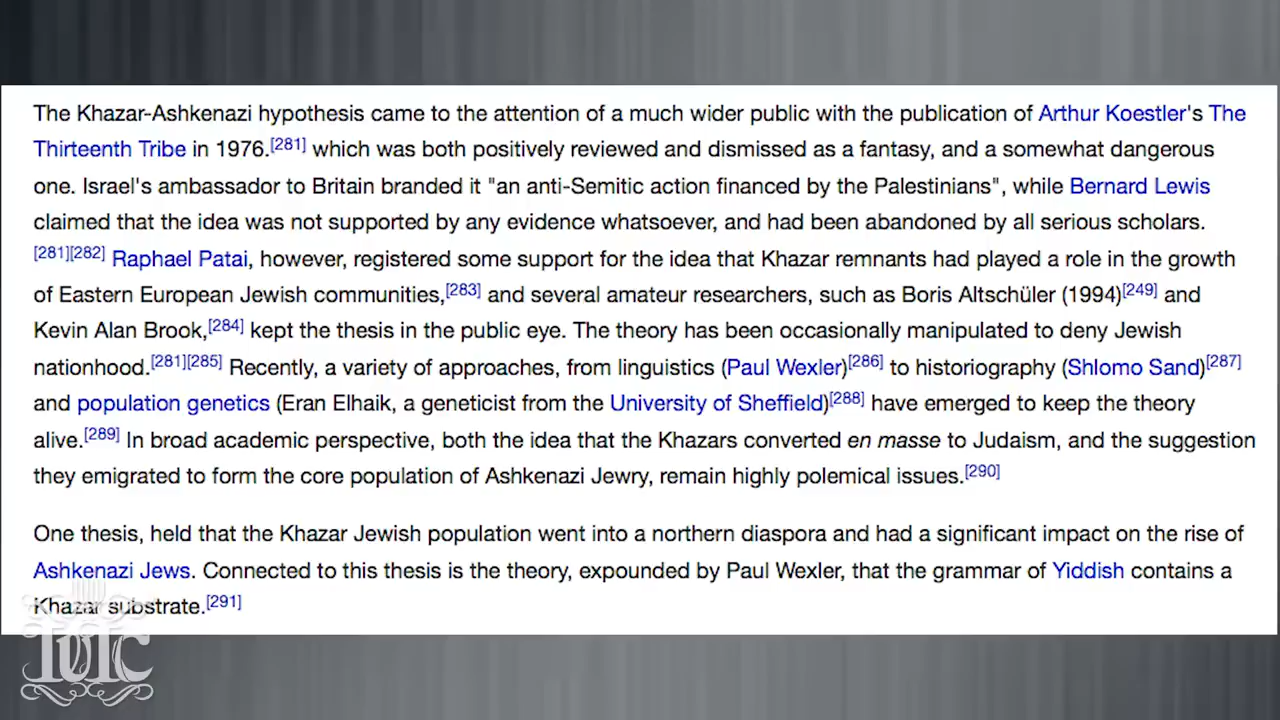 The Khazar-Ashkenazi hypothesis came to the attention of a much wider public with the publication of Arthur Koestler's The
Thirteenth Tribe in 1976.[281] which was both positively reviewed and dismissed as a fantasy, and a somewhat dangerous
one. Israel's ambassador to Britain branded it "an anti-Semitic action financed by the Palestinians", while Bernard Lewis
claimed that the idea was not supported by any evidence whatsoever, and had been abandoned by all serious scholars.
[281][282] Raphael Patai, however, registered some support for the idea that Khazar remnants had played a role in the growth
of Eastern European Jewish communities,[283] and several amateur researchers, such as Boris Altschüler (1994)[249] and
Kevin Alan Brook,[284] kept the thesis in the public eye. The theory has been occasionally manipulated to deny Jewish
nationhood.[281][285] Recently, a variety of approaches, from linguistics (Paul Wexler)[286] to historiography (Shlomo Sand)[287]
and population genetics (Eran Elhaik, a geneticist from the University of Sheffield)[288] have emerged to keep the theory
alive.[289] In broad academic perspective, both the idea that the Khazars converted en masse to Judaism, and the suggestion
they emigrated to form the core population of Ashkenazi Jewry, remain highly polemical issues.[290]
One thesis, held that the Khazar Jewish population went into a northern diaspora and had a significant impact on the rise of
Ashkenazi Jews. Connected to this thesis is the theory, expounded by Paul Wexler, that the grammar of Yiddish contains a
Khazar substrate.[291]
IUIC